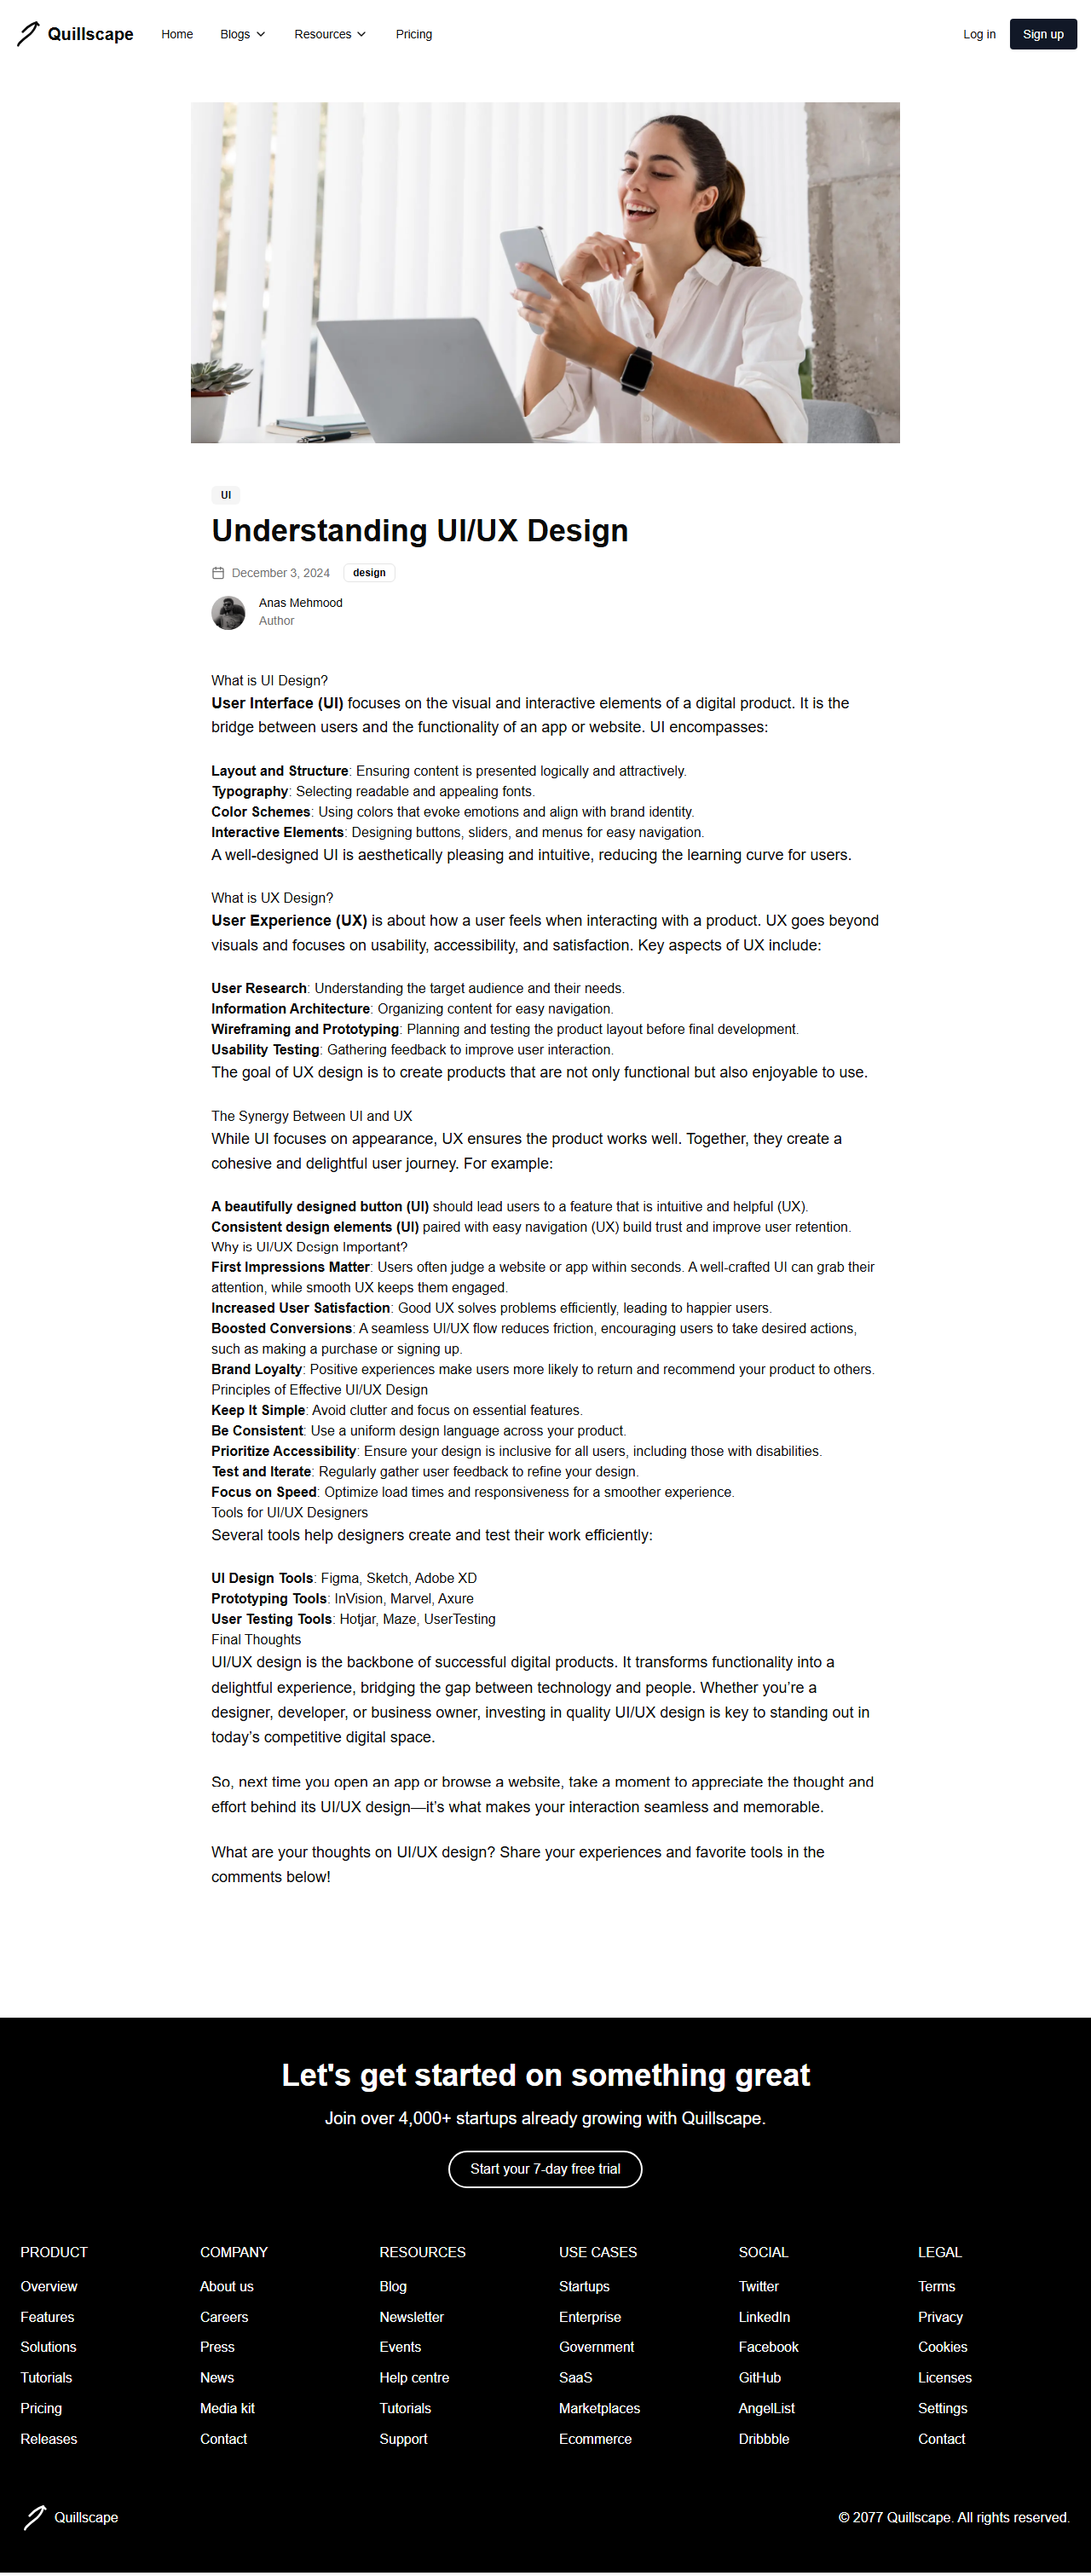 Quillscape
Home
Blogs
Resources
Pricing
Log in
Sign up
UI
Understanding UI/UX Design
December 3, 2024
design
Anas Mehmood
Author
What is UI Design?
User Interface (UI) focuses on the visual and interactive elements of a digital product. It is the
bridge between users and the functionality of an app or website. UI encompasses:
Layout and Structure: Ensuring content is presented logically and attractively.
Typography: Selecting readable and appealing fonts.
Color Schemes: Using colors that evoke emotions and align with brand identity.
Interactive Elements: Designing buttons, sliders, and menus for easy navigation.
A well-designed UI is aesthetically pleasing and intuitive, reducing the learning curve for users.
What is UX Design?
User Experience (UX) is about how a user feels when interacting with a product. UX goes beyond
visuals and focuses on usability, accessibility, and satisfaction. Key aspects of UX include:
User Research: Understanding the target audience and their needs.
Information Architecture: Organizing content for easy navigation.
Wireframing and Prototyping: Planning and testing the product layout before final development.
Usability Testing: Gathering feedback to improve user interaction.
The goal of UX design is to create products that are not only functional but also enjoyable to use.
The Synergy Between UI and UX
While UI focuses on appearance, UX ensures the product works well. Together, they create a
cohesive and delightful user journey. For example:
A beautifully designed button (UI) should lead users to a feature that is intuitive and helpful (UX).
Consistent design elements (UI) paired with easy navigation (UX) build trust and improve user retention.
Why is UI/UX Design Important?
First Impressions Matter: Users often judge a website or app within seconds. A well-crafted UI can grab their
attention, while smooth UX keeps them engaged.
Increased User Satisfaction: Good UX solves problems efficiently, leading to happier users.
Boosted Conversions: A seamless UI/UX flow reduces friction, encouraging users to take desired actions,
such as making a purchase or signing up.
Brand Loyalty: Positive experiences make users more likely to return and recommend your product to others.
Principles of Effective UI/UX Design
Keep It Simple: Avoid clutter and focus on essential features.
Be Consistent: Use a uniform design language across your product.
Prioritize Accessibility: Ensure your design is inclusive for all users, including those with disabilities.
Test and Iterate: Regularly gather user feedback to refine your design.
Focus on Speed: Optimize load times and responsiveness for a smoother experience.
Tools for UI/UX Designers
Several tools help designers create and test their work efficiently:
UI Design Tools: Figma, Sketch, Adobe XD
Prototyping Tools: InVision, Marvel, Axure
User Testing Tools: Hotjar, Maze, UserTesting
Final Thoughts
UI/UX design is the backbone of successful digital products. It transforms functionality into a
delightful experience, bridging the gap between technology and people. Whether you’re a
designer, developer, or business owner, investing in quality UI/UX design is key to standing out in
today’s competitive digital space.
So, next time you open an app or browse a website, take a moment to appreciate the thought and
effort behind its UI/UX design—it’s what makes your interaction seamless and memorable.
What are your thoughts on UI/UX design? Share your experiences and favorite tools in the
comments below!
Let's get started on something great
Join over 4,000+ startups already growing with Quillscape.
Start your 7-day free trial
PRODUCT
Overview
Features
Solutions
Tutorials
Pricing
Releases
COMPANY
About us
Careers
Press
News
Media kit
Contact
RESOURCES
Blog
Newsletter
Events
Help centre
Tutorials
Support
USE CASES
Startups
Enterprise
Government
SaaS
Marketplaces
Ecommerce
SOCIAL
Twitter
LinkedIn
Facebook
GitHub
AngelList
Dribbble
LEGAL
Terms
Privacy
Cookies
Licenses
Settings
Contact
Quillscape
© 2077 Quillscape. All rights reserved.